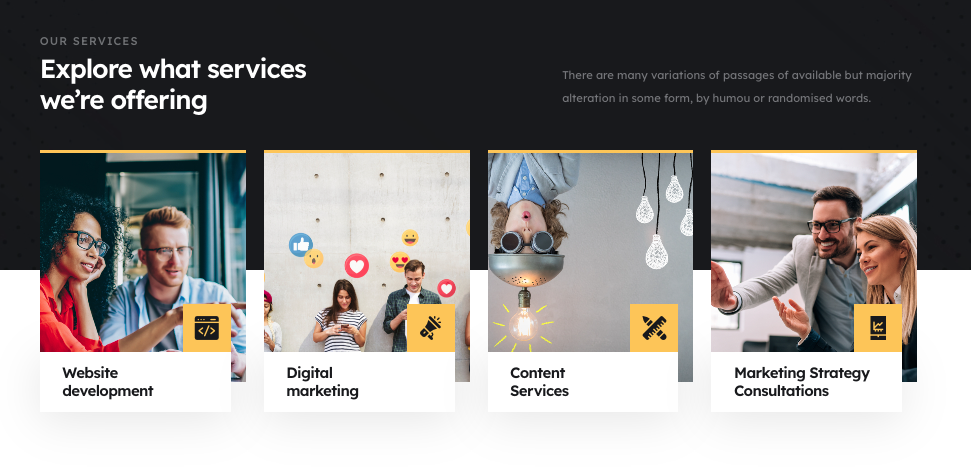 OUR SERVICES
Explore what services
we’re offering
There are many variations of passages of available but majority
alteration in some form, by humou or randomised words.
Website
development
Digital
marketing
Content
Services
Marketing Strategy
Consultations